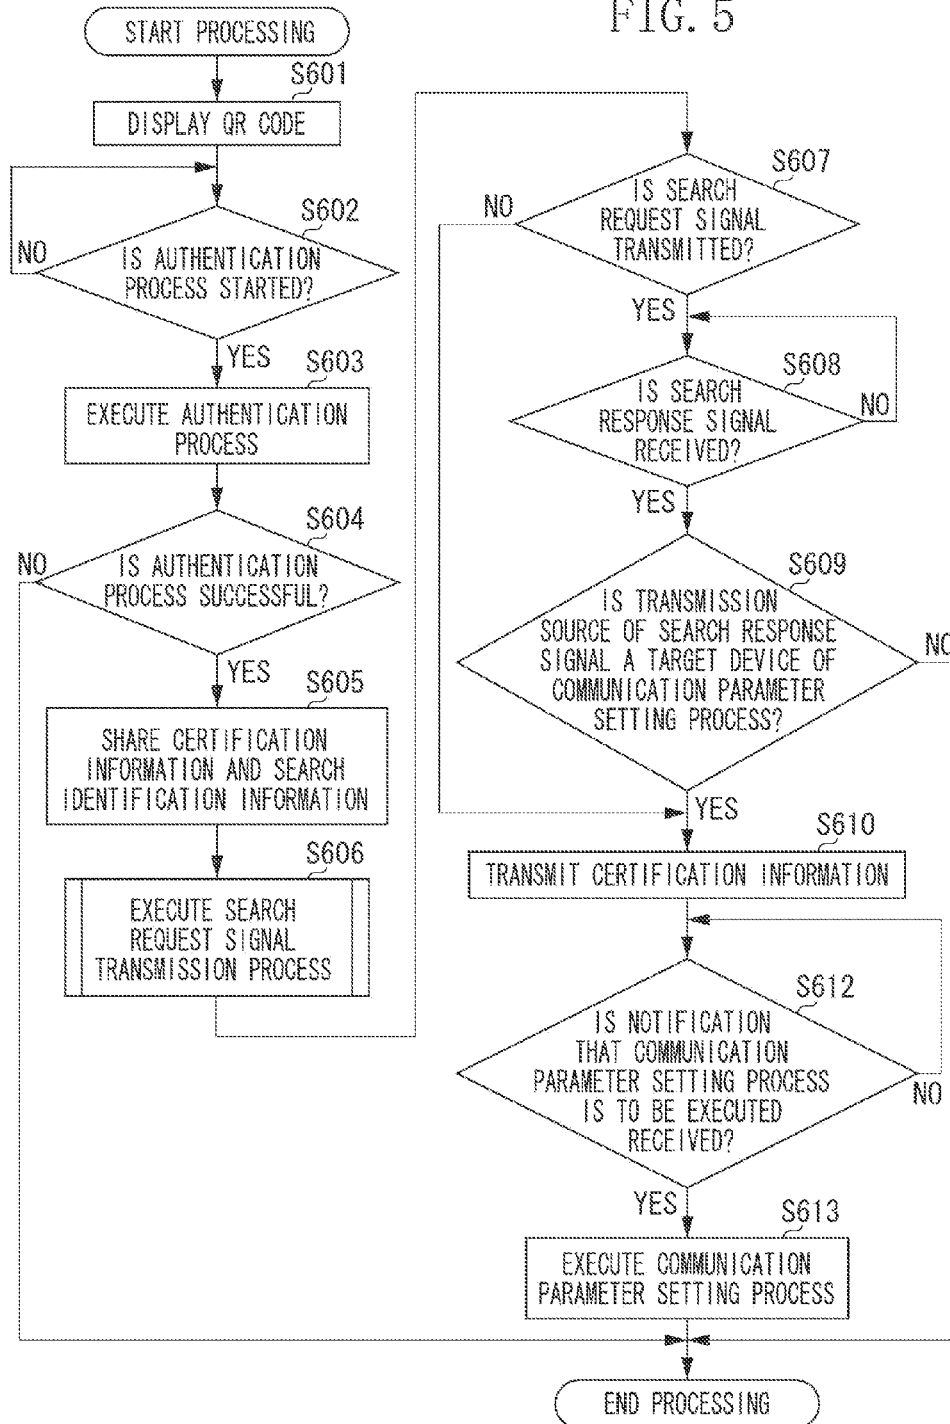 FIG. 5
START PROCESSING
S601
DISPLAY QR CODE
S602
NO
IS AUTHENTICATION
PROCESS STARTED?
YES
S603
EXECUTE AUTHENTICATION
PROCESS
S604
NO
IS AUTHENTICATION
PROCESS SUCCESSFUL?
YES
S605
SHARE CERTIFICATION
INFORMATION AND SEARCH
IDENTIFICATION INFORMATION
S606
EXECUTE SEARCH
REQUEST SIGNAL
TRANSMISSION PROCESS
S607
NO
IS SEARCH
REQUEST SIGNAL
TRANSMITTED?
YES
S608
IS SEARCH
RESPONSE SIGNAL
RECEIVED?
NO
YES
S609
IS TRANSMISSION
SOURCE OF SEARCH RESPONSE
SIGNAL A TARGET DEVICE OF
COMMUNICATION PARAMETER
SETTING PROCESS?
NO
YES
S610
TRANSMIT CERTIFICATION INFORMATION
S612
IS NOTIFICATION
THAT COMMUNICATION
PARAMETER SETTING PROCESS
IS TO BE EXECUTED
RECEIVED?
NO
YES
S613
EXECUTE COMMUNICATION
PARAMETER SETTING PROCESS
END PROCESSING